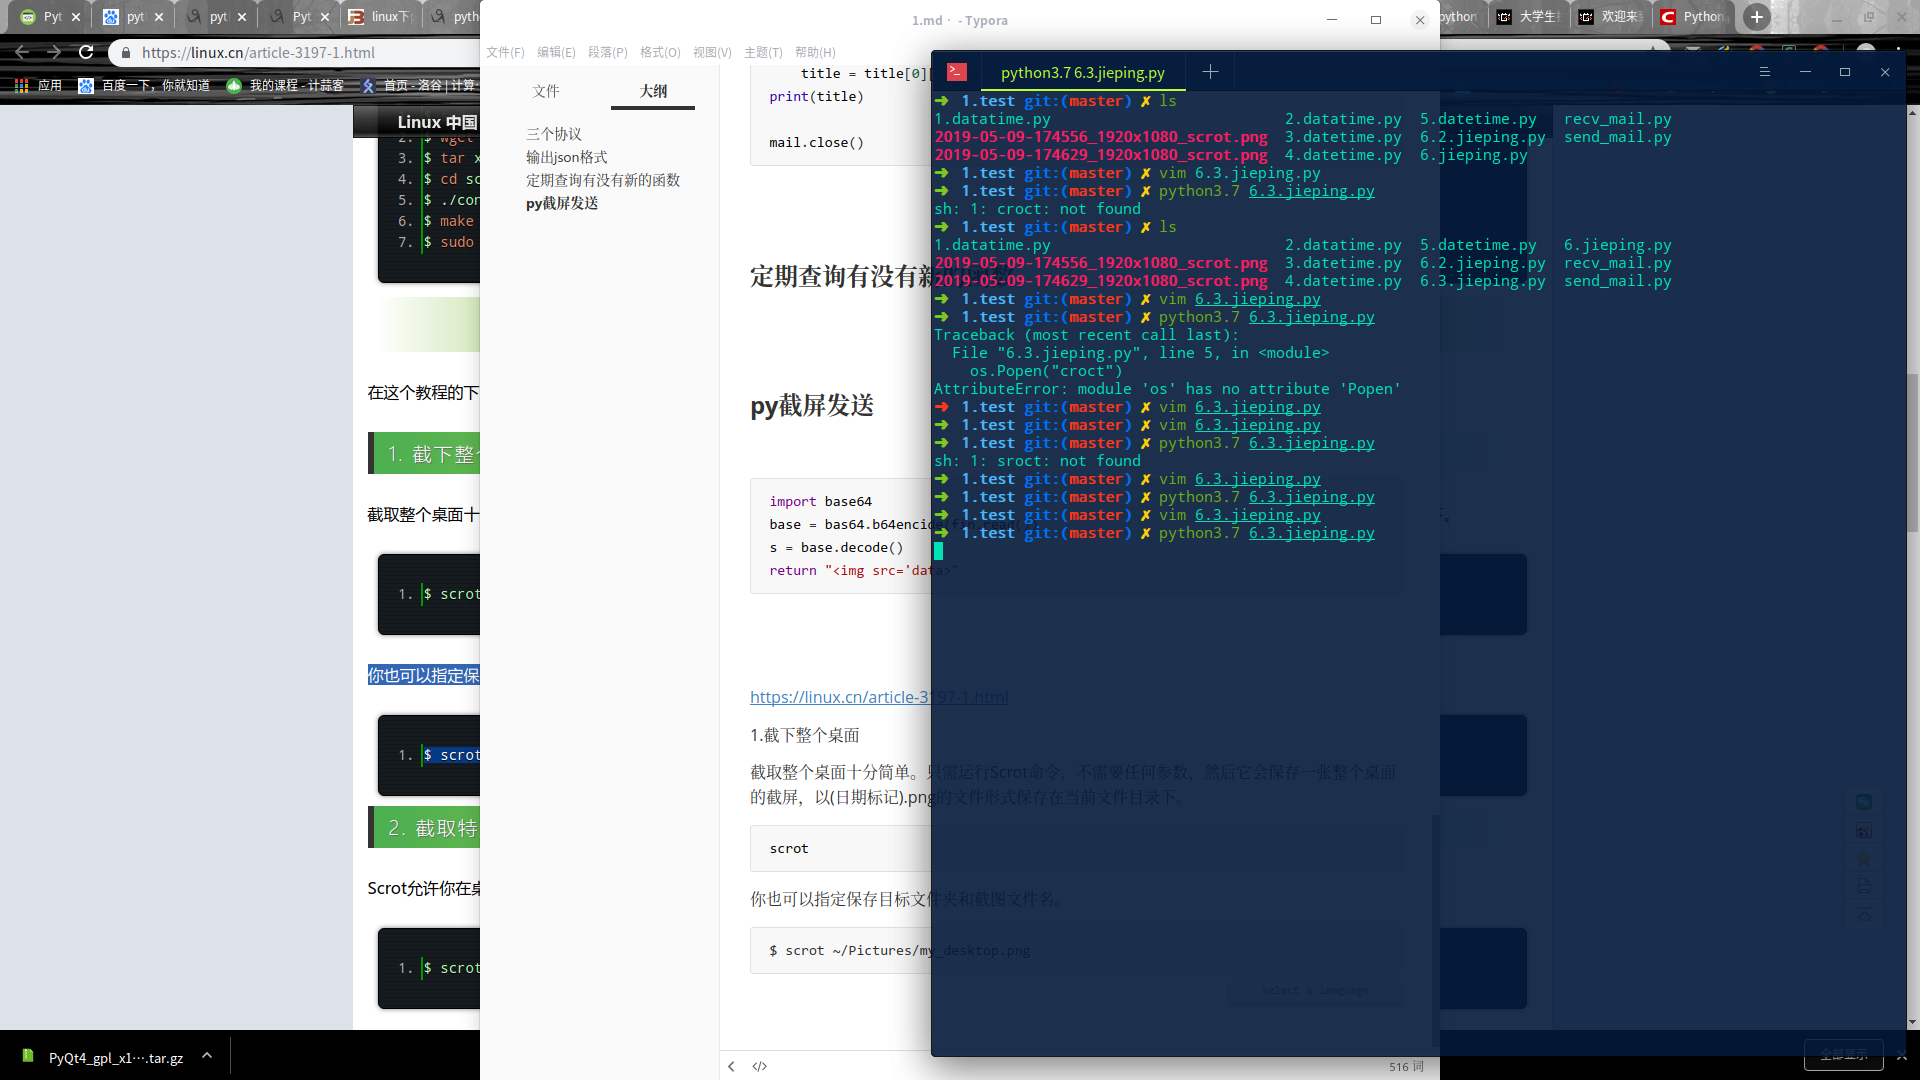 Pyt
pyt
pyt
Pyt
linux下
pyth
1.md · - Typora
python
大学生
欢迎来
Python
https://linux.cn/article-3197-1.html
应用
百度一下，你就知道
我的课程 - 计蒜客
首页 - 洛谷 | 计算
文件(F) 编辑(E) 段落(P) 格式(O) 视图(V) 主题(T) 帮助(H)
Linux 中国
3. $ tar x
4. $ cd sc
5. $ ./con
6. $ make
7. $ sudo
在这个教程的下
1. 截下整个
截取整个桌面十
1. $ scrot
你也可以指定保
1. $ scrot
2. 截取特
Scrot允许你在桌
1. $ scrot
PyQt4_gpl_x1….tar.gz
文件
大纲
三个协议
输出json格式
定期查询有没有新的函数
py截屏发送
title = title[0][
print(title)
mail.close()
定期查询有没有新的函数
py截屏发送
import base64
base = bas64.b64encide(fin.read(
s = base.decode()
return "<img src='data>"
https://linux.cn/article-3197-1.html
1.截下整个桌面
截取整个桌面十分简单。只需运行Scrot命令，不需要任何参数，然后它会保存一张整个桌面
的截屏，以(日期标记).png的文件形式保存在当前文件目录下。
scrot
你也可以指定保存目标文件夹和截图文件名。
$ scrot ~/Pictures/my_desktop.png
select a language
516 词
python3.7 6.3.jieping.py
➜ 1.test git:(master) ✗ ls
1.datatime.py 2.datatime.py 5.datetime.py recv_mail.py
2019-05-09-174556_1920x1080_scrot.png 3.datetime.py 6.2.jieping.py send_mail.py
2019-05-09-174629_1920x1080_scrot.png 4.datetime.py 6.jieping.py
➜ 1.test git:(master) ✗ vim 6.3.jieping.py
➜ 1.test git:(master) ✗ python3.7 6.3.jieping.py
sh: 1: croct: not found
➜ 1.test git:(master) ✗ ls
1.datatime.py 2.datatime.py 5.datetime.py 6.jieping.py
2019-05-09-174556_1920x1080_scrot.png 3.datetime.py 6.2.jieping.py recv_mail.py
2019-05-09-174629_1920x1080_scrot.png 4.datetime.py 6.3.jieping.py send_mail.py
➜ 1.test git:(master) ✗ vim 6.3.jieping.py
➜ 1.test git:(master) ✗ python3.7 6.3.jieping.py
Traceback (most recent call last):
File "6.3.jieping.py", line 5, in <module>
os.Popen("croct")
AttributeError: module 'os' has no attribute 'Popen'
➜ 1.test git:(master) ✗ vim 6.3.jieping.py
➜ 1.test git:(master) ✗ vim 6.3.jieping.py
➜ 1.test git:(master) ✗ python3.7 6.3.jieping.py
sh: 1: sroct: not found
➜ 1.test git:(master) ✗ vim 6.3.jieping.py
➜ 1.test git:(master) ✗ python3.7 6.3.jieping.py
➜ 1.test git:(master) ✗ vim 6.3.jieping.py
➜ 1.test git:(master) ✗ python3.7 6.3.jieping.py
全部显示